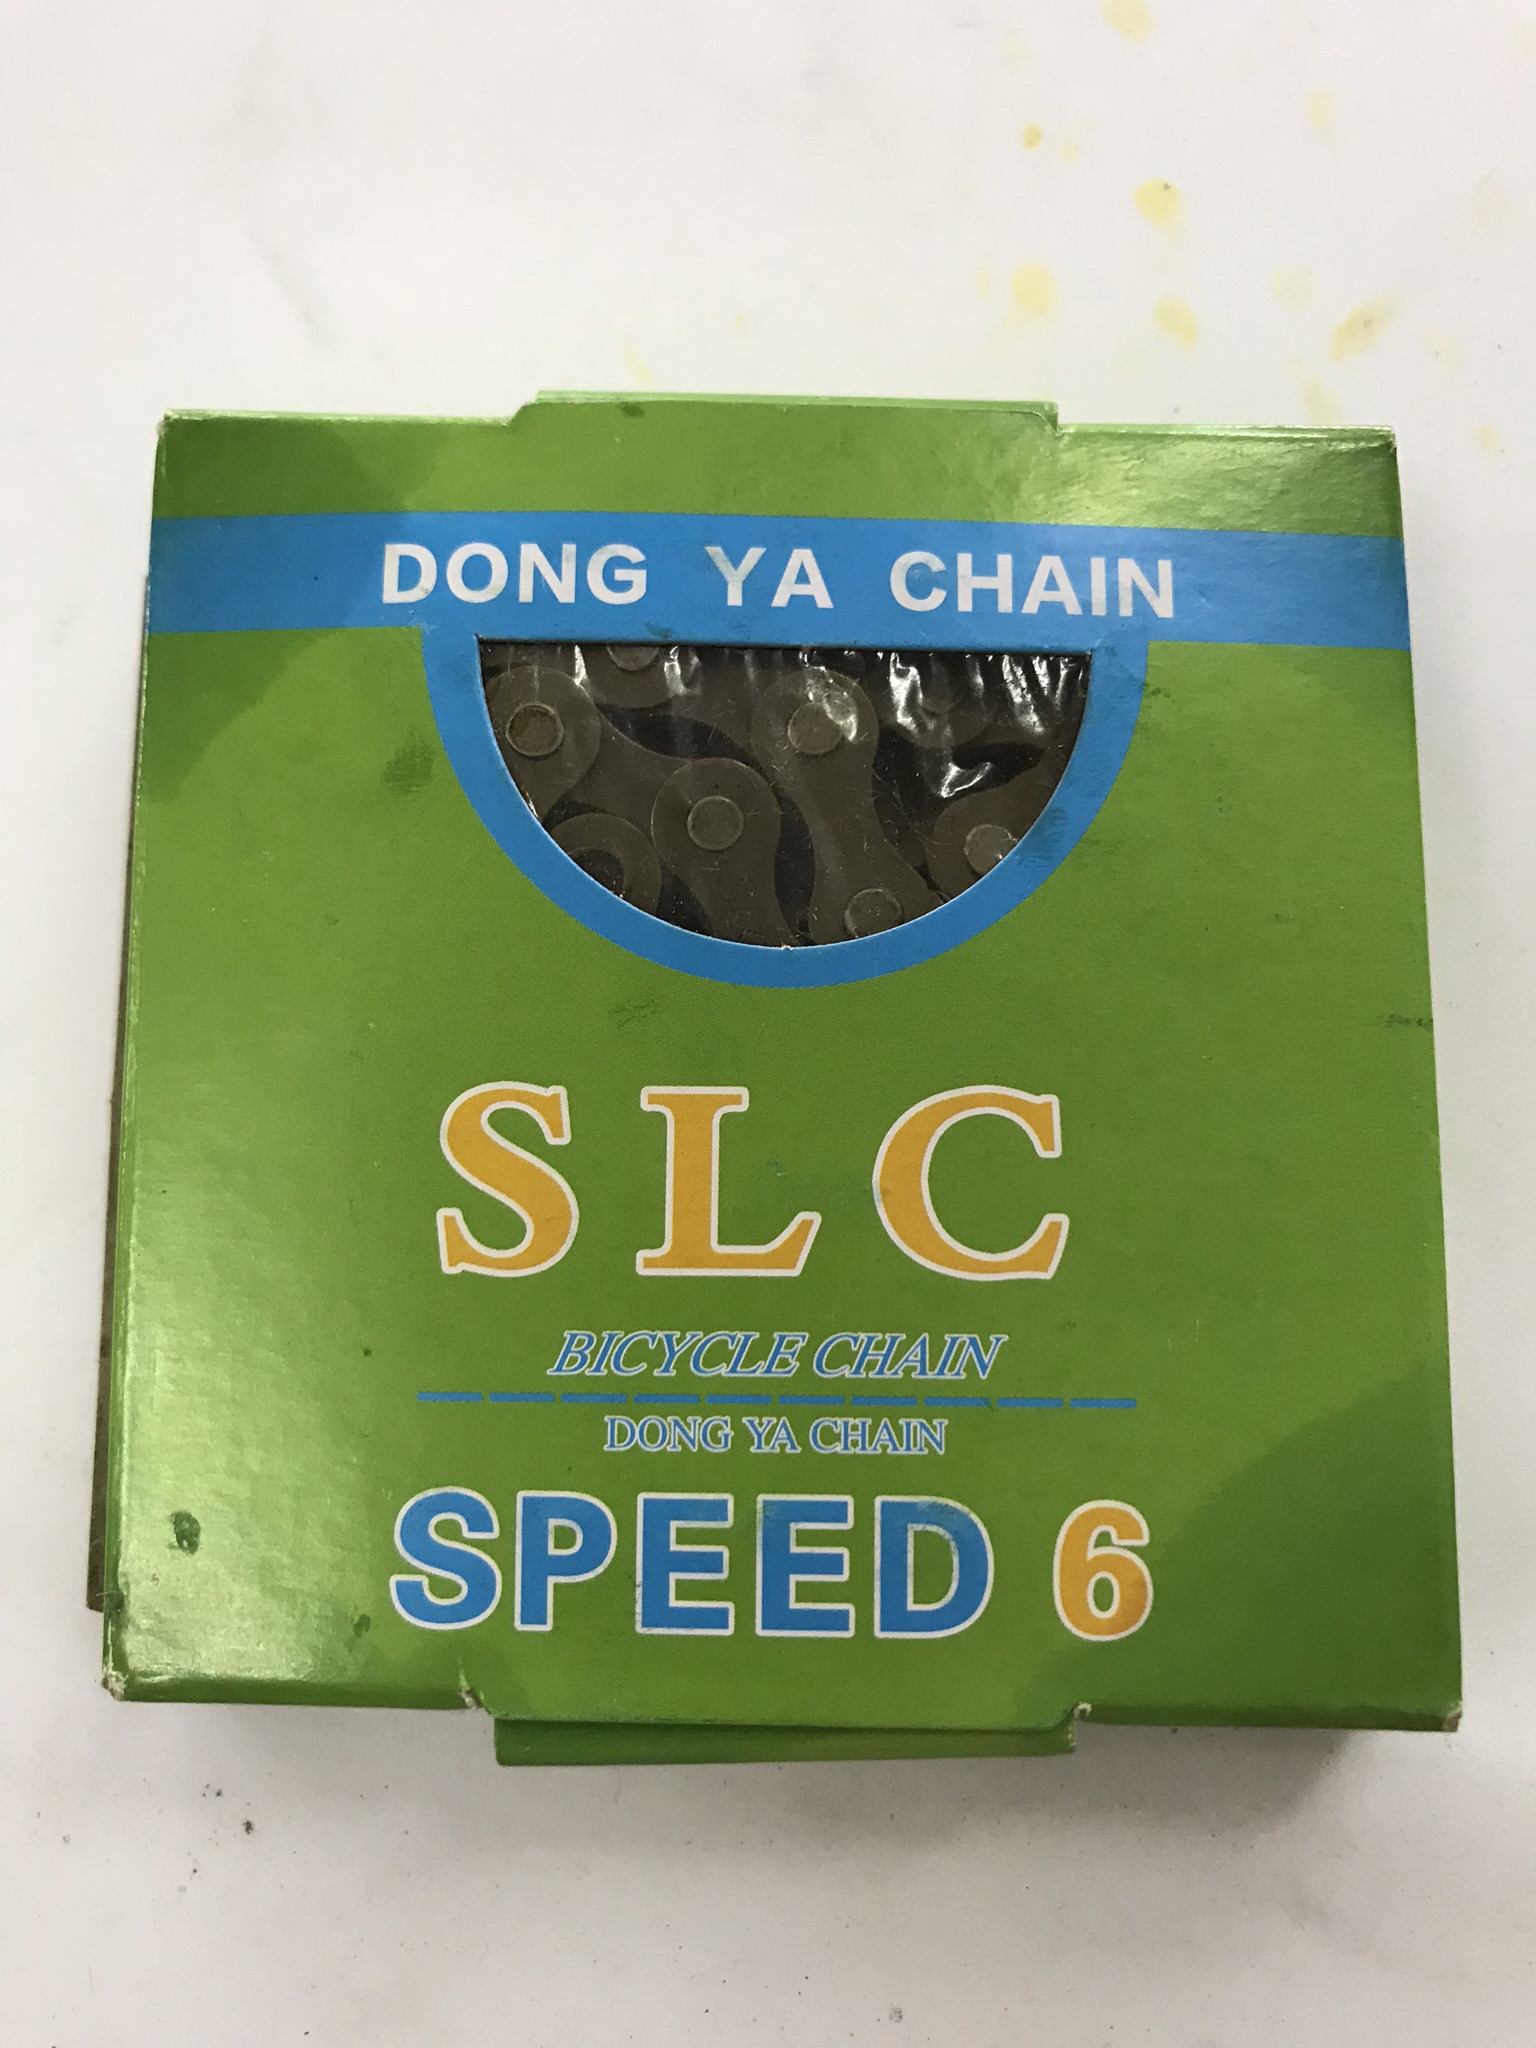 DONG YA CHAIN
SLC
BICYCLE CHAIN
DONG YA CHAIN
SPEED 6